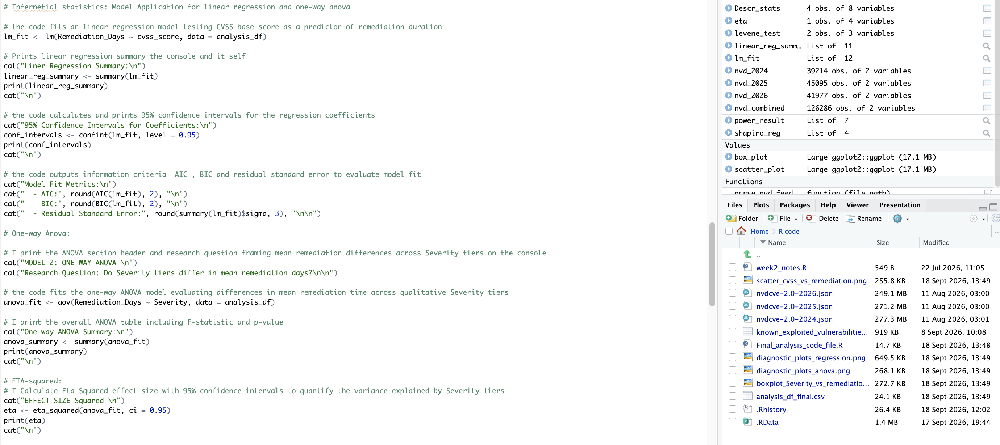 # Infernetial statistics: Model Application for linear regression and one-way anova
# the code fits an linear regression model testing CVSS base score as a predictor of remediation duration
lm_fit <- lm(Remediation_Days ~ cvss_score, data = analysis_df)
# Prints linear regression summary the console and it self
cat("Liner Regression Summary:\n")
linear_reg_summary <- summary(lm_fit)
print(linear_reg_summary)
cat("\n")
# the code calculates and prints 95% confidence intervals for the regression coefficients
cat("95% Confidence Intervals for Coefficients:\n")
conf_intervals <- confint(lm_fit, level = 0.95)
print(conf_intervals)
cat("\n")
# the code outputs information criteria  AIC , BIC and residual standard error to evaluate model fit
cat("Model Fit Metrics:\n")
cat("  - AIC:", round(AIC(lm_fit), 2), "\n")
cat("  - BIC:", round(BIC(lm_fit), 2), "\n")
cat("  - Residual Standard Error:", round(summary(lm_fit)$sigma, 3), "\n\n")
# One-way Anova:
# I print the ANOVA section header and research question framing mean remediation differences across Severity tiers on the console
cat("MODEL 2: ONE-WAY ANOVA \n")
cat("Research Question: Do Severity tiers differ in mean remediation days?\n\n")
# the code fits the one-way ANOVA model evaluating differences in mean remediation time across qualitative Severity tiers
anova_fit <- aov(Remediation_Days ~ Severity, data = analysis_df)
# I print the overall ANOVA table including F-statistic and p-value
cat("One-way ANOVA Summary:\n")
anova_summary <- summary(anova_fit)
print(anova_summary)
cat("\n")
# ETA-squared:
# I Calculate Eta-Squared effect size with 95% confidence intervals to quantify the variance explained by Severity tiers
cat("EFFECT SIZE Squared \n")
eta <- eta_squared(anova_fit, ci = 0.95)
print(eta)
cat("\n")
Descr_stats 4 obs. of 8 variables
eta 1 obs. of 4 variables
levene_test 2 obs. of 3 variables
linear_reg_summ… List of  11
lm_fit List of  12
nvd_2024 39214 obs. of 2 variables
nvd_2025 45095 obs. of 2 variables
nvd_2026 41977 obs. of 2 variables
nvd_combined 126286 obs. of 2 variables
power_result List of  7
shapiro_reg List of  4
Values
box_plot Large ggplot2::ggplot (17.1 MB)
scatter_plot Large ggplot2::ggplot (17.1 MB)
Functions
parse_nvd_feed function (file_path)
Files Plots Packages Help Viewer Presentation
Folder File Delete Rename
Home R code ...
Name Size Modified
..
week2_notes.R 549 B 22 Jul 2026, 11:05
scatter_cvss_vs_remediation.png 255.8 KB 18 Sept 2026, 13:49
nvdcve-2.0-2026.json 249.1 MB 11 Aug 2026, 03:00
nvdcve-2.0-2025.json 271.2 MB 11 Aug 2026, 03:00
nvdcve-2.0-2024.json 277.3 MB 11 Aug 2026, 03:01
known_exploited_vulnerabilitie... 919 KB 8 Sept 2026, 10:08
Final_analysis_code_file.R 14.7 KB 18 Sept 2026, 13:48
diagnostic_plots_regression.png 649.5 KB 18 Sept 2026, 13:49
diagnostic_plots_anova.png 268.1 KB 18 Sept 2026, 13:49
boxplot_Severity_vs_remediatio... 272.7 KB 18 Sept 2026, 13:49
analysis_df_final.csv 24.1 KB 18 Sept 2026, 13:49
.Rhistory 26.4 KB 18 Sept 2026, 12:02
.RData 1.4 MB 17 Sept 2026, 19:44